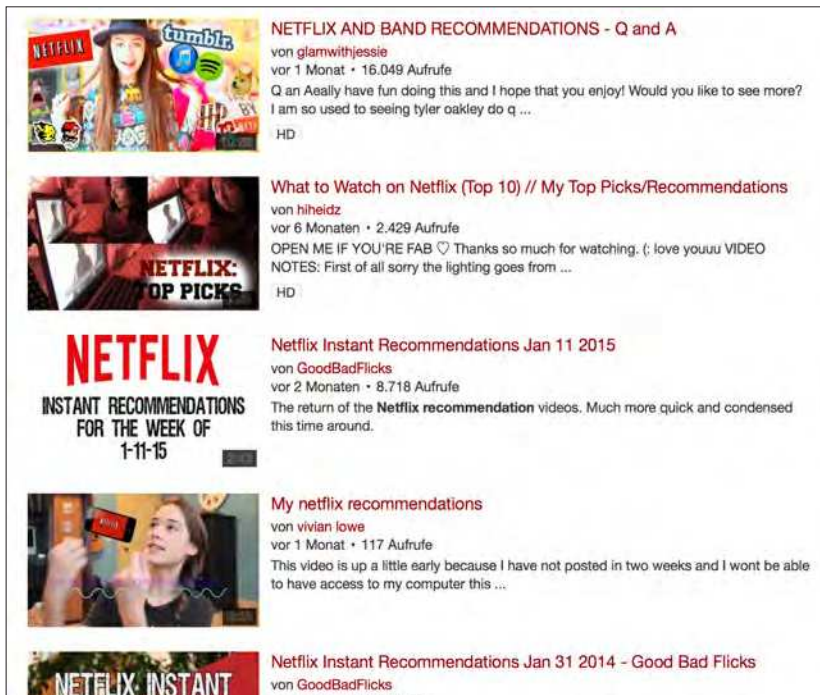 NETFLIX
tumblr.
NETFLIX AND BAND RECOMMENDATIONS - Q and A
von glamwithjessie
vor 1 Monat • 16.049 Aufrufe
Q an Aeally have fun doing this and I hope that you enjoy! Would you like to see more?
I am so used to seeing tyler oakley do q ...
HD
NETFLIX:
TOP PICKS
What to Watch on Netflix (Top 10) // My Top Picks/Recommendations
von hiheidz
vor 6 Monaten • 2.429 Aufrufe
OPEN ME IF YOU'RE FAB ♡ Thanks so much for watching. (: love youuu VIDEO
NOTES: First of all sorry the lighting goes from ...
HD
NETFLIX
INSTANT RECOMMENDATIONS
FOR THE WEEK OF
1-11-15
Netflix Instant Recommendations Jan 11 2015
von GoodBadFlicks
vor 2 Monaten • 8.718 Aufrufe
The return of the Netflix recommendation videos. Much more quick and condensed
this time around.
NETFLIX
My netflix recommendations
von vivian lowe
vor 1 Monat • 117 Aufrufe
This video is up a little early because I have not posted in two weeks and I wont be able
to have access to my computer this ...
NETFLIX INSTANT
Netflix Instant Recommendations Jan 31 2014 - Good Bad Flicks
von GoodBadFlicks